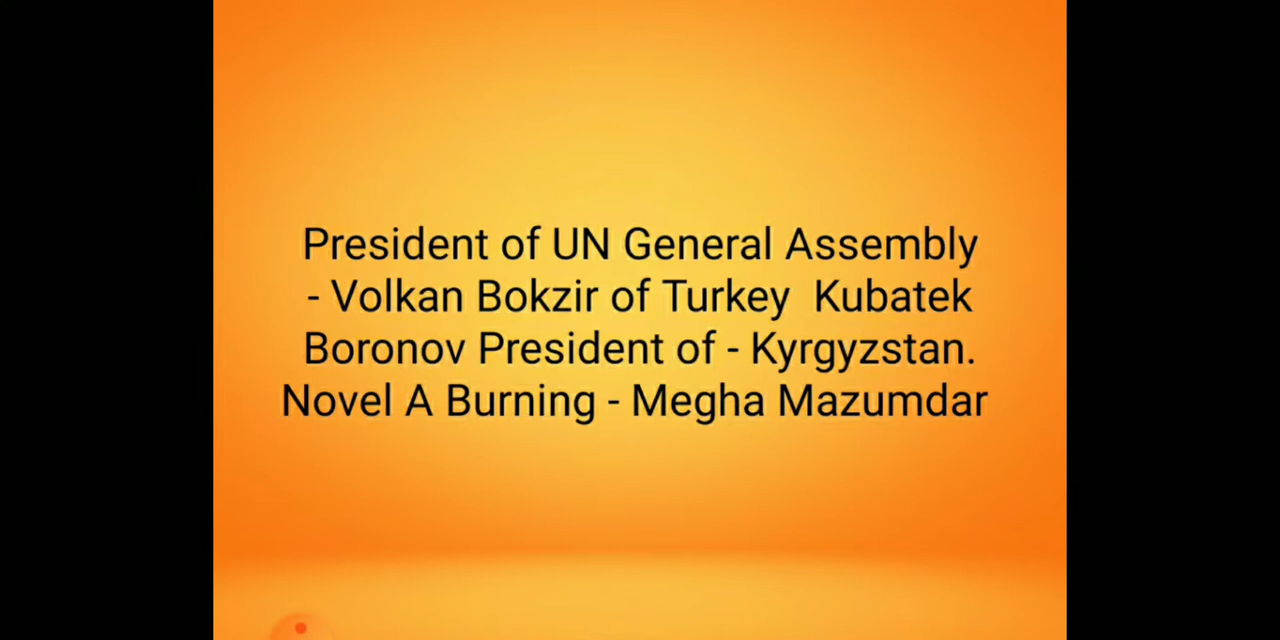 President of UN General Assembly
- Volkan Bokzir of Turkey  Kubatek
Boronov President of - Kyrgyzstan.
Novel A Burning - Megha Mazumdar